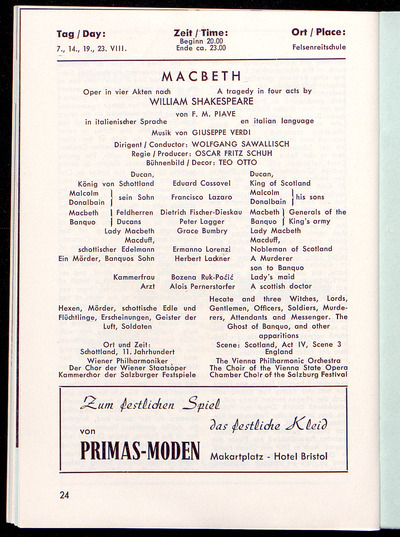 Tag / Day: Zeit / Time: Ort / Place:
Beginn 20.00
7., 14., 19., 23. VIII. Ende ca. 23.00 Felsenreitschule
MACBETH
Oper in vier Akten nach A tragedy in four acts by
WILLIAM SHAKESPEARE
von F. M. PIAVE
in italienischer Sprache en italian language
Musik von GIUSEPPE VERDI
Dirigent / Conductor: WOLFGANG SAWALLISCH
Regie / Producer: OSCAR FRITZ SCHUH
Bühnenbild / Decor: TEO OTTO
Ducan, Ducan,
König von Schottland Eduard Cossovel King of Scotland
Malcolm Malcolm
sein Sohn Francisco Lazaro his sons
Donalbain Donalbain
Macbeth Feldherren Dietrich Fischer-Dieskau Macbeth Generals of the
Banquo Ducans Peter Lagger Banquo King's army
Lady Macbeth Grace Bumbry Lady Macbeth
Macduff, Macduff,
schottischer Edelmann Ermanno Lorenzi Nobleman of Scotland
Ein Mörder, Banquos Sohn Herbert Lackner A Murderer
son to Banquo
Kammerfrau Bozena Ruk-Počić Lady's maid
Arzt Alois Pernerstorfer A scottish doctor
Hecate and three Witches, Lords,
Hexen, Mörder, schottische Edle und Gentlemen, Officers, Soldiers, Murde-
Flüchtlinge, Erscheinungen, Geister der rers, Attendants and Messenger. The
Luft, Soldaten Ghost of Banquo, and other
apparitions
Ort und Zeit: Scene: Scotland, Act IV, Scene 3
Schottland, 11. Jahrhundert England
Wiener Philharmoniker The Vienna Philharmonic Orchestra
Der Chor der Wiener Staatsoper The Choir of the Vienna State Opera
Kammerchor der Salzburger Festspiele Chamber Choir of the Salzburg Festival
Zum festlichen Spiel
das festliche Kleid
von
PRIMAS-MODEN Makartplatz - Hotel Bristol
24